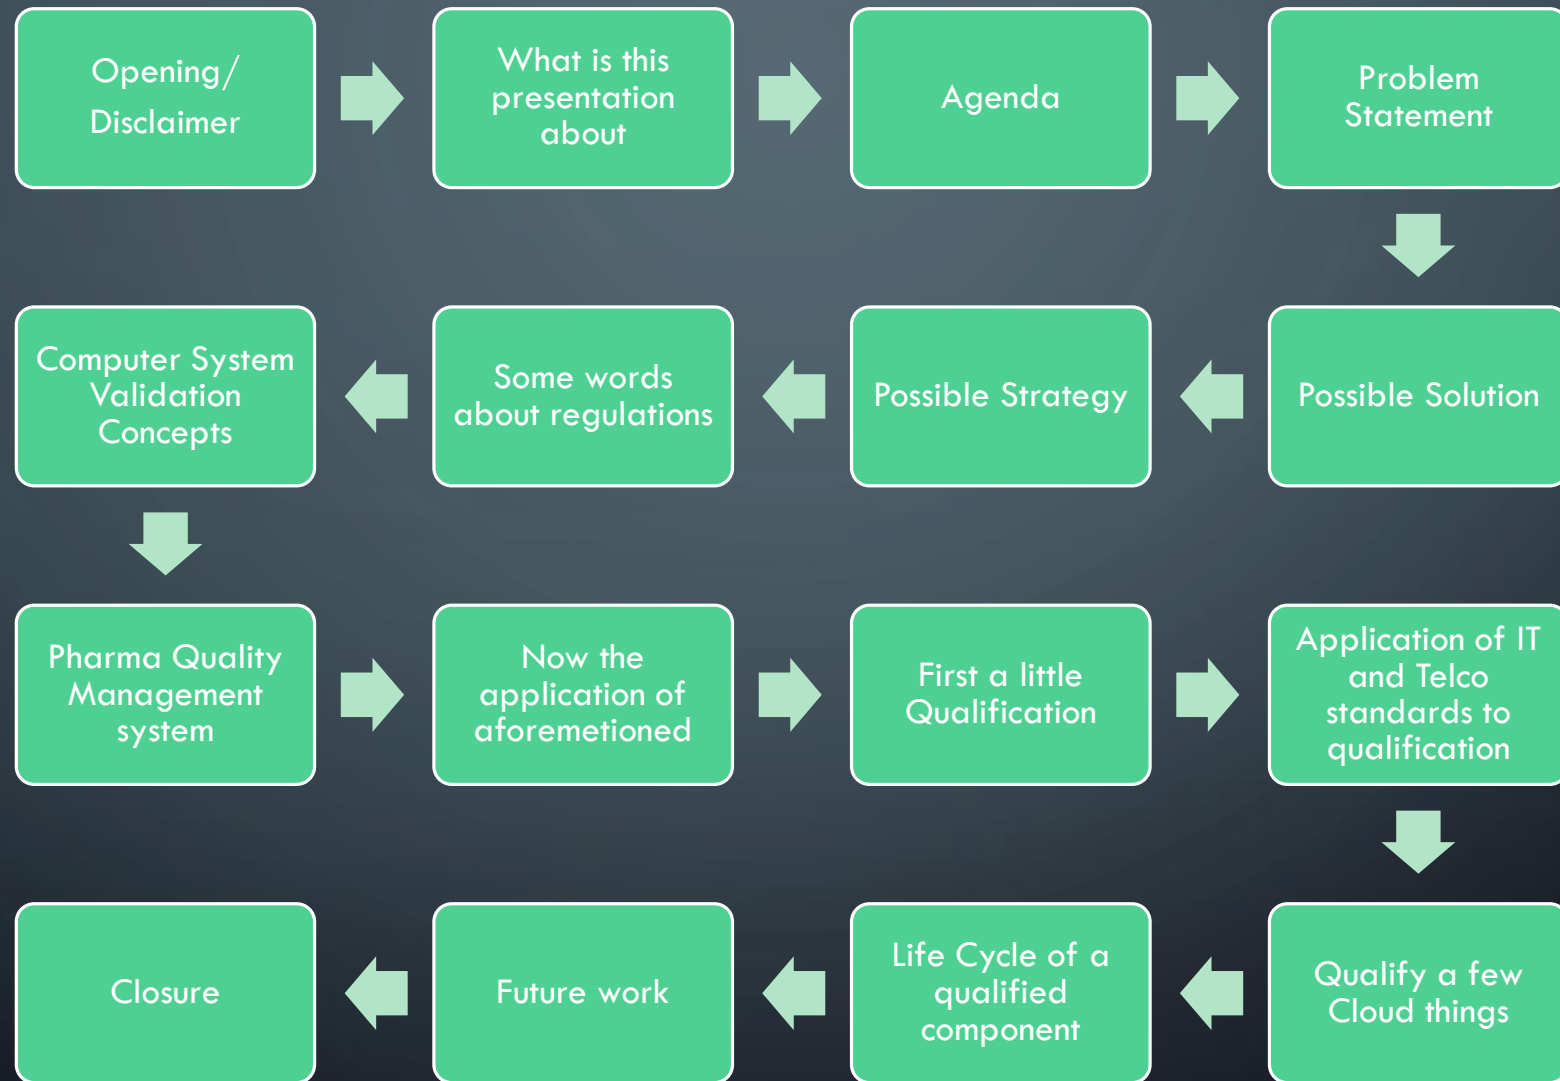 Opening/
Disclaimer
What is this
presentation
about
Agenda
Problem
Statement
Possible Solution
Possible Strategy
Some words
about regulations
Computer System
Validation
Concepts
Pharma Quality
Management
system
Now the
application of
aforemetioned
First a little
Qualification
Application of IT
and Telco
standards to
qualification
Qualify a few
Cloud things
Life Cycle of a
qualified
component
Future work
Closure